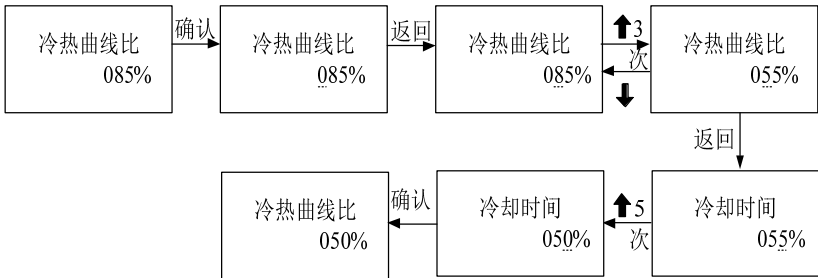 冷热曲线比
085%
确认
冷热曲线比
085%
返回
冷热曲线比
085%
3
次
冷热曲线比
055%
返回
冷却时间
055%
5
次
冷却时间
050%
确认
冷热曲线比
050%